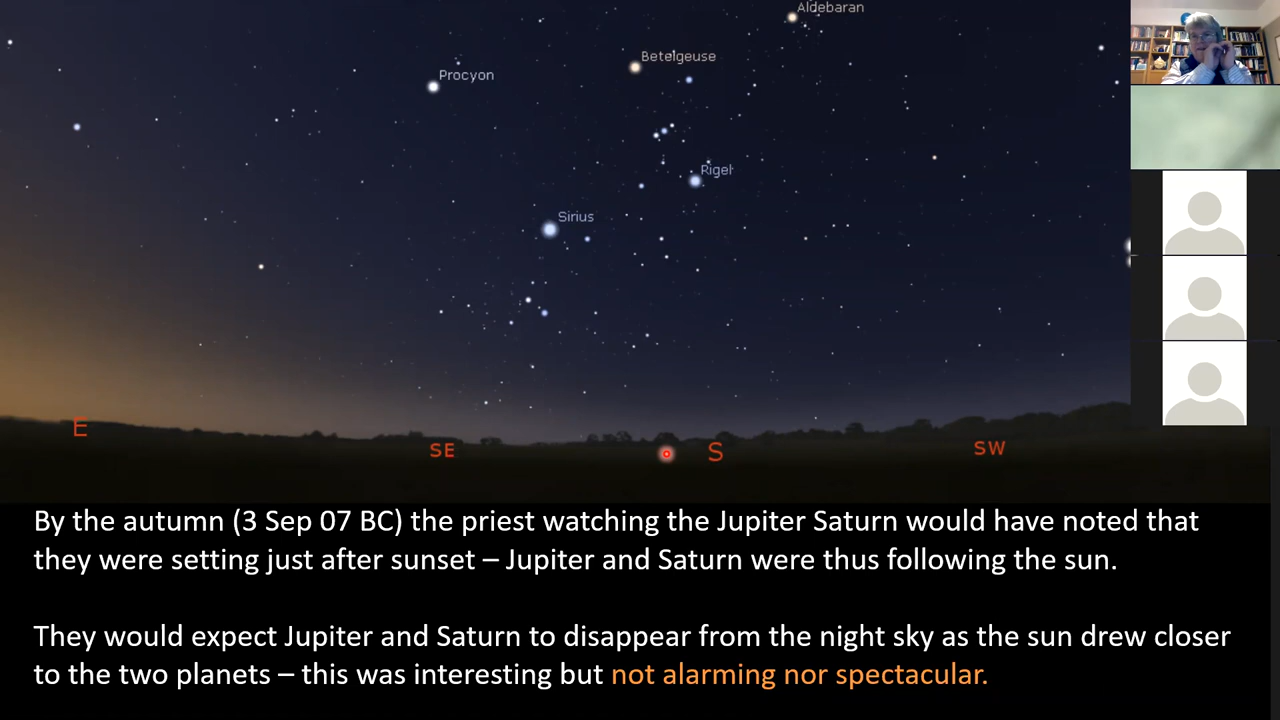 Aldebaran
Betelgeuse
Procyon
Rigel
Sirius
E
SE
S
SW
By the autumn (3 Sep 07 BC) the priest watching the Jupiter Saturn would have noted that
they were setting just after sunset – Jupiter and Saturn were thus following the sun.
They would expect Jupiter and Saturn to disappear from the night sky as the sun drew closer
to the two planets – this was interesting but not alarming nor spectacular.